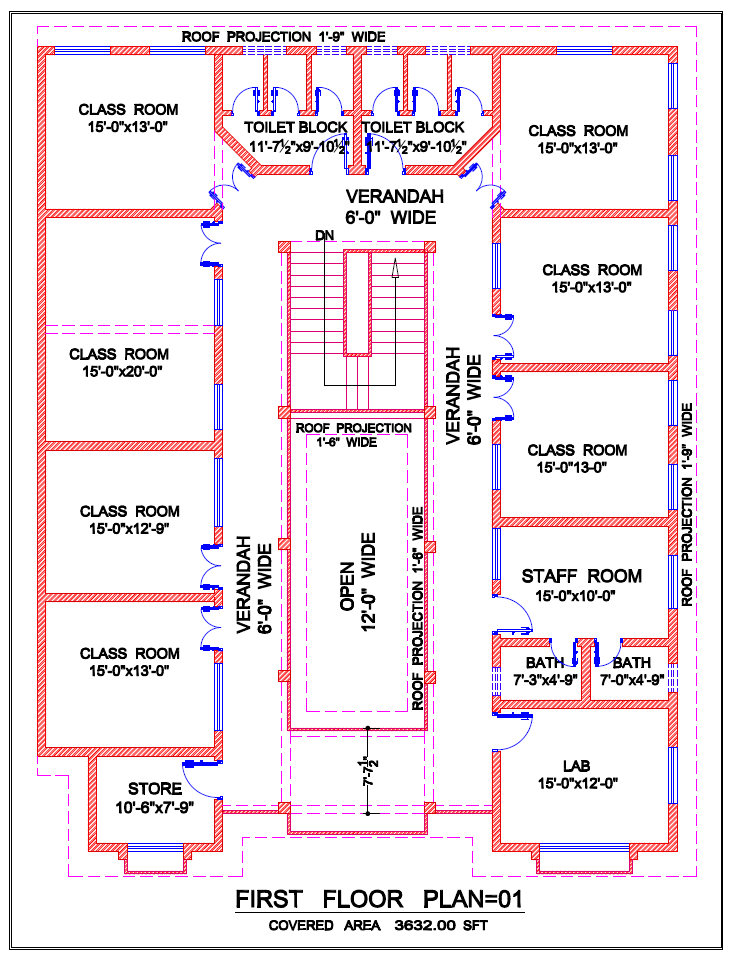 ROOF PROJECTION 1'-9" WIDE
CLASS ROOM
15'-0"x13'-0"
TOILET BLOCK
11'-7½"x9'-10½"
TOILET BLOCK
11'-7½"x9'-10½"
CLASS ROOM
15'-0"x13'-0"
VERANDAH
6'-0" WIDE
DN
CLASS ROOM
15'-0"x13'-0"
CLASS ROOM
15'-0"x20'-0"
VERANDAH
6'-0" WIDE
ROOF PROJECTION
1'-6" WIDE
CLASS ROOM
15'-0"13-0"
ROOF PROJECTION 1'-9" WIDE
CLASS ROOM
15'-0"x12'-9"
VERANDAH
6'-0" WIDE
OPEN
12'-0" WIDE
ROOF PROJECTION 1'-6" WIDE
STAFF ROOM
15'-0"x10'-0"
CLASS ROOM
15'-0"x13'-0"
BATH
7'-3"x4'-9"
BATH
7'-0"x4'-9"
7'-7½"
STORE
10'-6"x7'-9"
LAB
15'-0"x12'-0"
FIRST FLOOR PLAN=01
COVERED AREA 3632.00 SFT